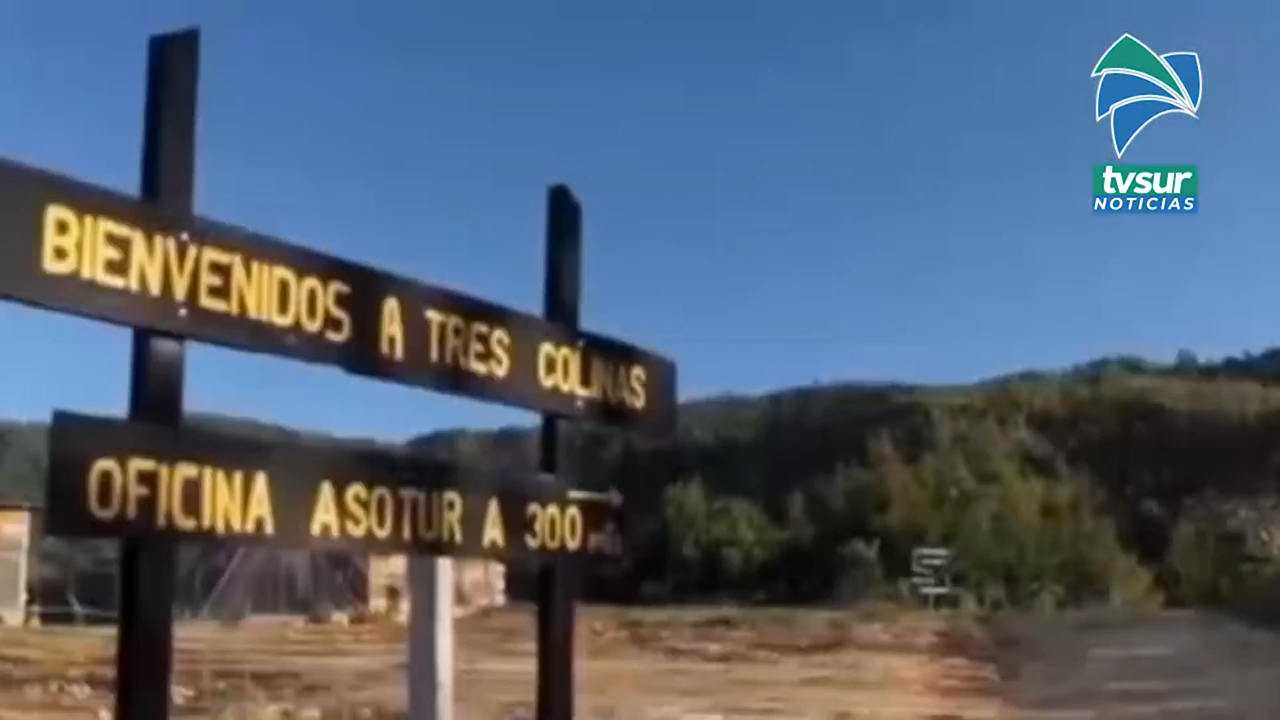 BIENVENIDOS A TRES COLINAS
OFICINA ASOTUR A 300
tvsur
NOTICIAS